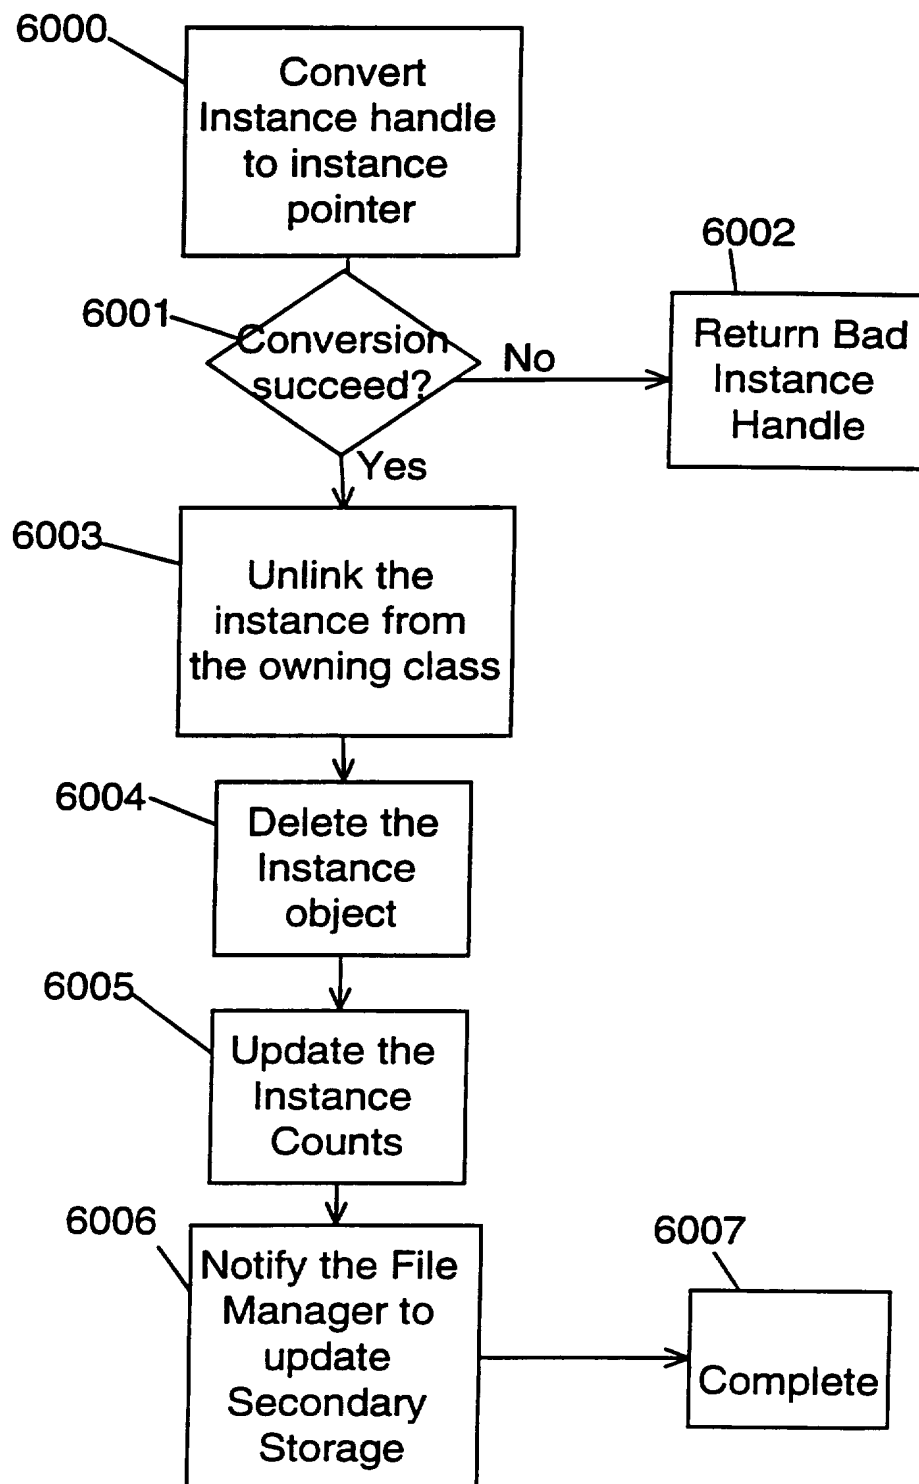 6000
Convert
Instance handle
to instance
pointer
6001
Conversion
succeed?
No
6002
Return Bad
Instance
Handle
Yes
6003
Unlink the
instance from
the owning class
6004
Delete the
Instance
object
6005
Update the
Instance
Counts
6006
Notify the File
Manager to
update
Secondary
Storage
6007
Complete